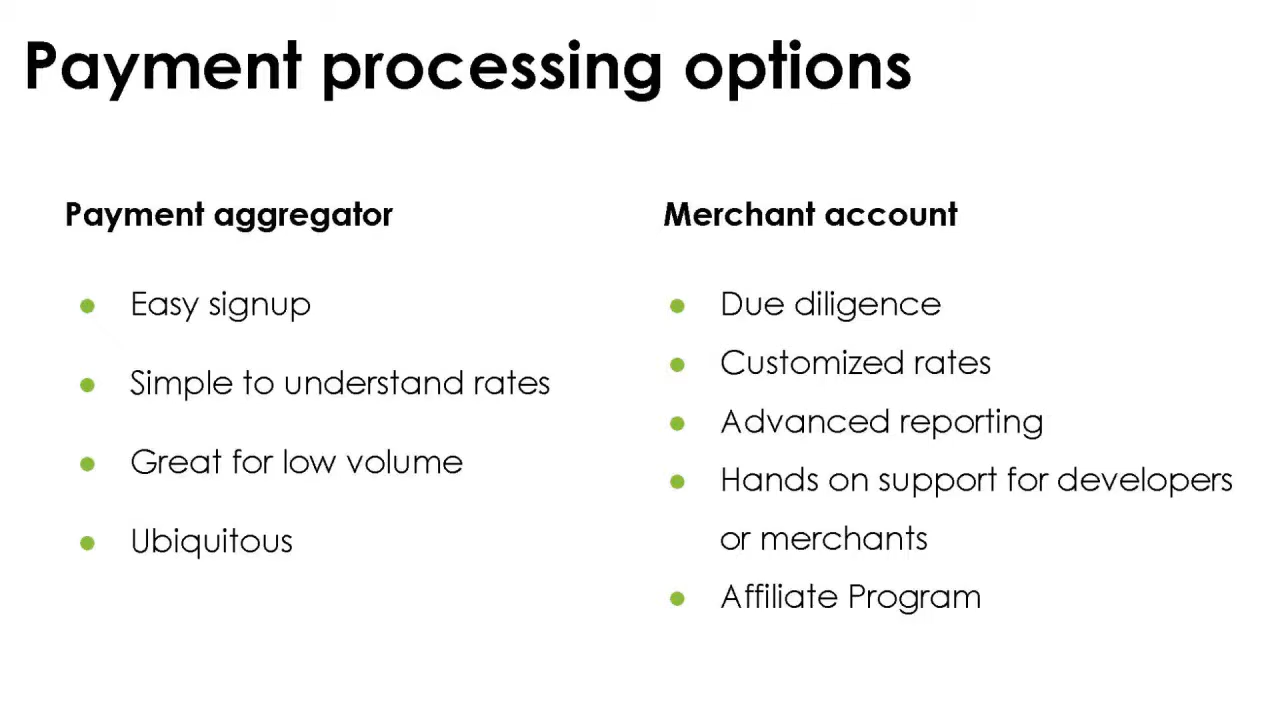 Payment processing options
Payment aggregator
Easy signup
Simple to understand rates
Great for low volume
Ubiquitous
Merchant account
Due diligence
Customized rates
Advanced reporting
Hands on support for developers
or merchants
Affiliate Program